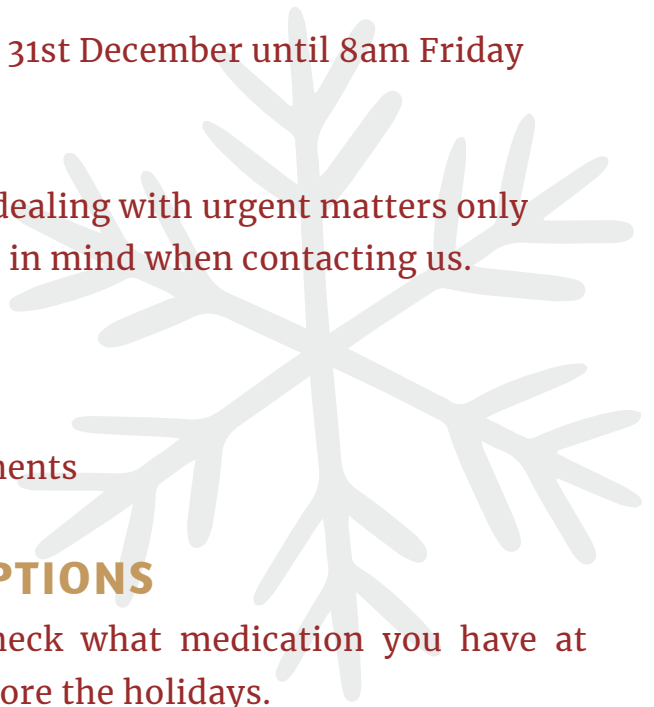 31st December until 8am Friday
dealing with urgent matters only
in mind when contacting us.
ments
PTIONS
heck what medication you have at
ore the holidays.